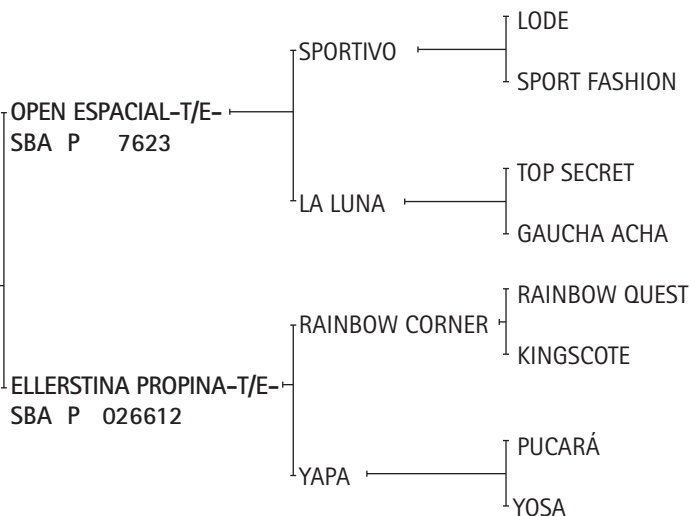 LODE
SPORTIVO
SPORT FASHION
OPEN ESPACIAL-T/E-
SBA P 7623
TOP SECRET
LA LUNA
GAUCHA ACHA
RAINBOW QUEST
RAINBOW CORNER
KINGSCOTE
ELLERSTINA PROPINA-T/E-
SBA P 026612
PUCARÁ
YAPA
YOSA